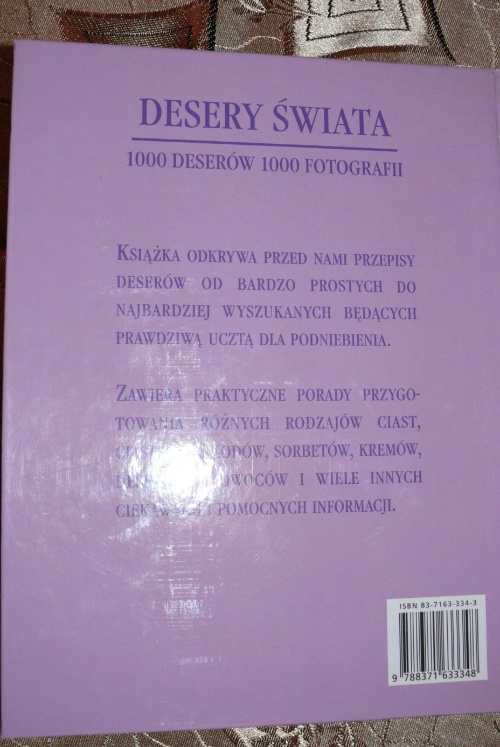 DESERY ŚWIATA
1000 DESERÓW 1000 FOTOGRAFII
KSIĄŻKA ODKRYWA PRZED NAMI PRZEPISY
DESERÓW OD BARDZO PROSTYCH DO
NAJBARDZIEJ WYSZUKANYCH BĘDĄCYCH
PRAWDZIWĄ UCZTĄ DLA PODNIEBIENIA.
ZAWIERA PRAKTYCZNE PORADY PRZYGO-
TOWANIA RÓŻNYCH RODZAJÓW CIAST,
LODÓW, SORBETÓW, KREMÓW,
OWOCÓW I WIELE INNYCH
I POMOCNYCH INFORMACJI.
ISBN 83-7163-334-3
9 788371 633348